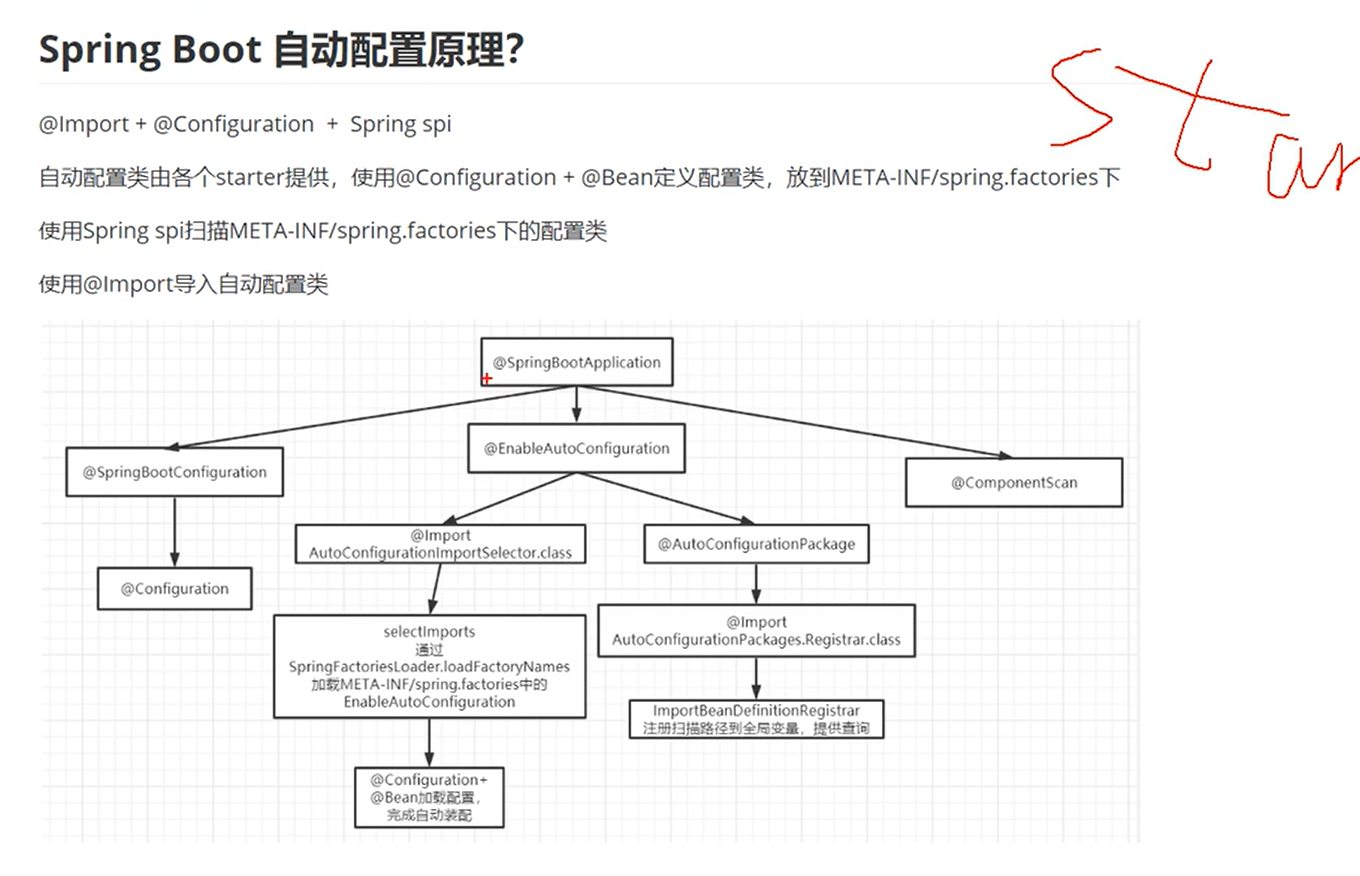 Spring Boot 自动配置原理?
@Import + @Configuration + Spring spi
自动配置类由各个starter提供，使用@Configuration + @Bean定义配置类，放到META-INF/spring.factories下
使用Spring spi扫描META-INF/spring.factories下的配置类
使用@Import导入自动配置类
star
@SpringBootApplication
@SpringBootConfiguration
@EnableAutoConfiguration
@ComponentScan
@Import
AutoConfigurationImportSelector.class
@AutoConfigurationPackage
@Configuration
selectImports
通过
SpringFactoriesLoader.loadFactoryNames
加载META-INF/spring.factories中的
EnableAutoConfiguration
@Import
AutoConfigurationPackages.Registrar.class
ImportBeanDefinitionRegistrar
注册扫描路径到全局变量，提供查询
@Configuration+
@Bean加载配置，
完成自动装配